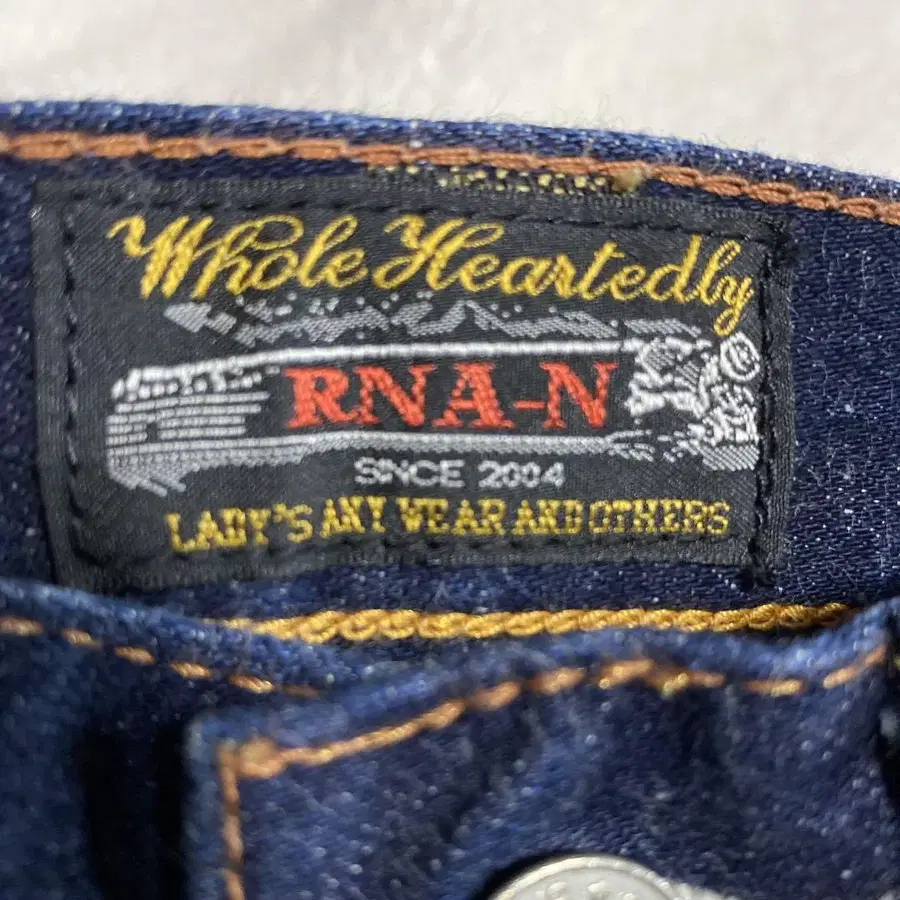 Whole Heartedly
RNA-N
SINCE 2004
LADY'S ANY WEAR AND OTHERS